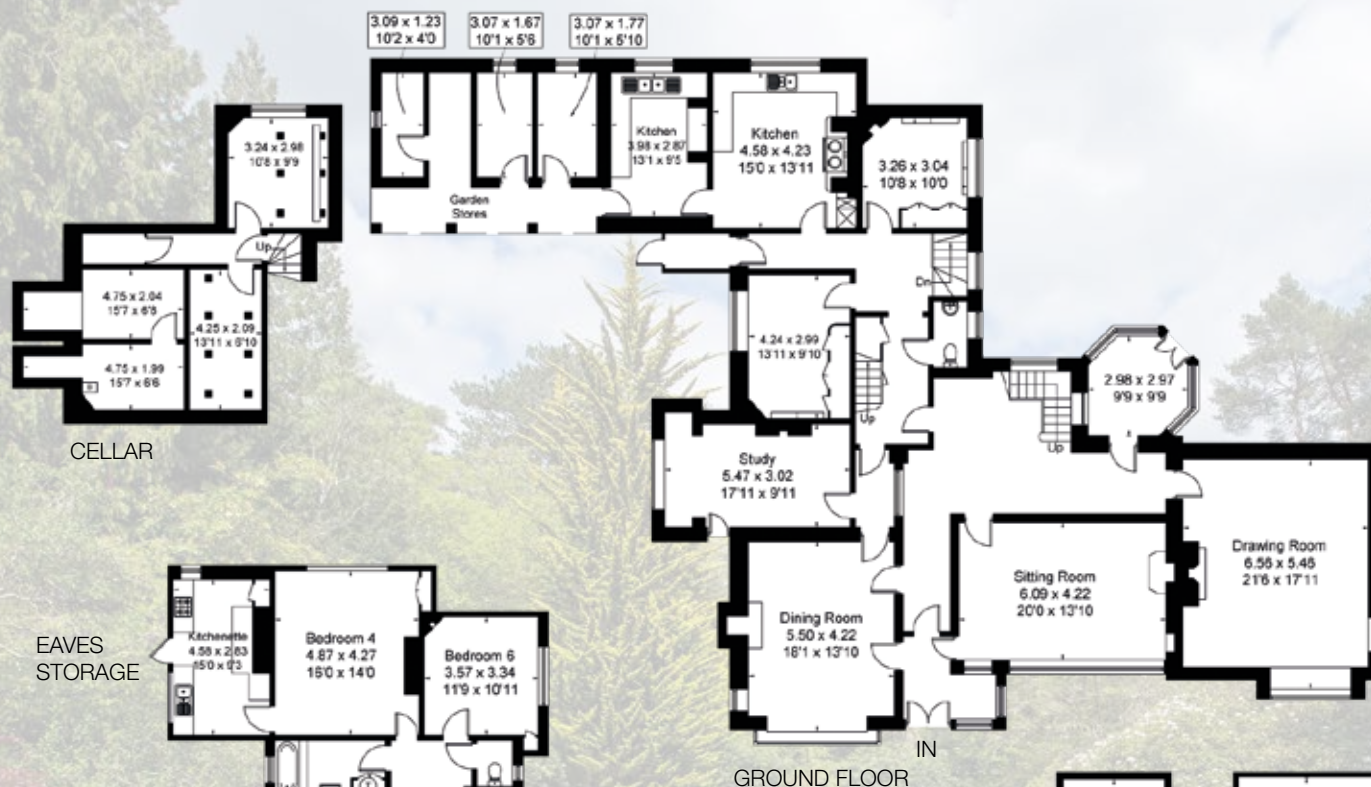 3.09 x 1.23
10'2 x 4'0
3.07 x 1.67
10'1 x 5'6
3.07 x 1.77
10'1 x 5'10
3.24 x 2.98
10'8 x 9'9
Up
4.75 x 2.04
15'7 x 6'8
4.25 x 2.09
13'11 x 6'10
4.75 x 1.99
15'7 x 6'6
CELLAR
Garden
Stores
Kitchen
3.98 x 2.87
13'1 x 9'5
Kitchen
4.58 x 4.23
15'0 x 13'11
3.26 x 3.04
10'8 x 10'0
Dn
4.24 x 2.99
13'11 x 9'10
Up
2.98 x 2.97
9'9 x 9'9
Up
Study
5.47 x 3.02
17'11 x 9'11
Drawing Room
6.56 x 5.46
21'6 x 17'11
Sitting Room
6.09 x 4.22
20'0 x 13'10
Dining Room
5.50 x 4.22
18'1 x 13'10
IN
GROUND FLOOR
EAVES
STORAGE
Kitchenette
4.58 x 2.83
15'0 x 9'3
Bedroom 4
4.87 x 4.27
16'0 x 14'0
Bedroom 6
3.57 x 3.34
11'9 x 10'11